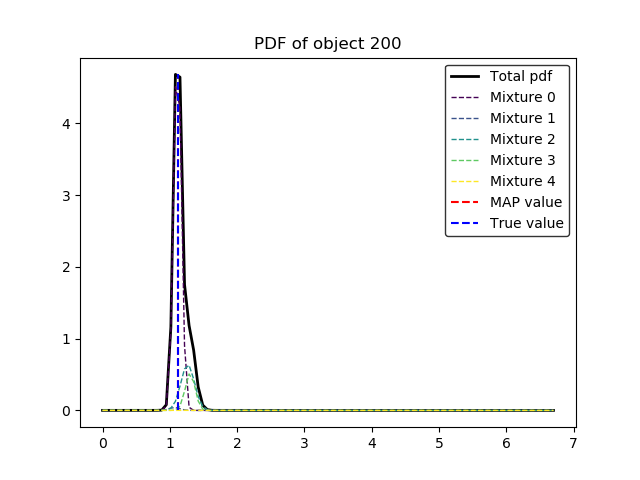 PDF of object 200
Total pdf
Mixture 0
Mixture 1
Mixture 2
Mixture 3
Mixture 4
MAP value
True value
4
3
2
1
0
0 1 2 3 4 5 6 7